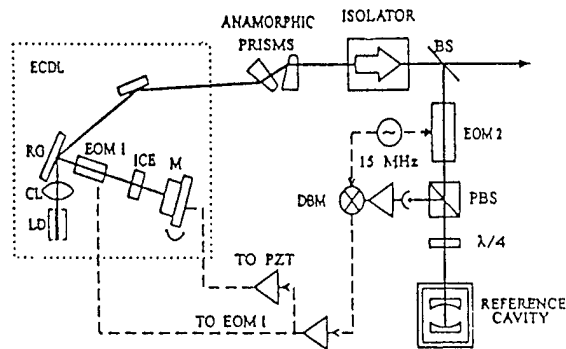 ANAMORPHIC
PRISMS
ISOLATOR
BS
ECDL
RG
EOM 1
ICE
M
CL
LD
15 MHz
EOM 2
DBM
PBS
λ/4
TO PZT
TO EOM 1
REFERENCE
CAVITY